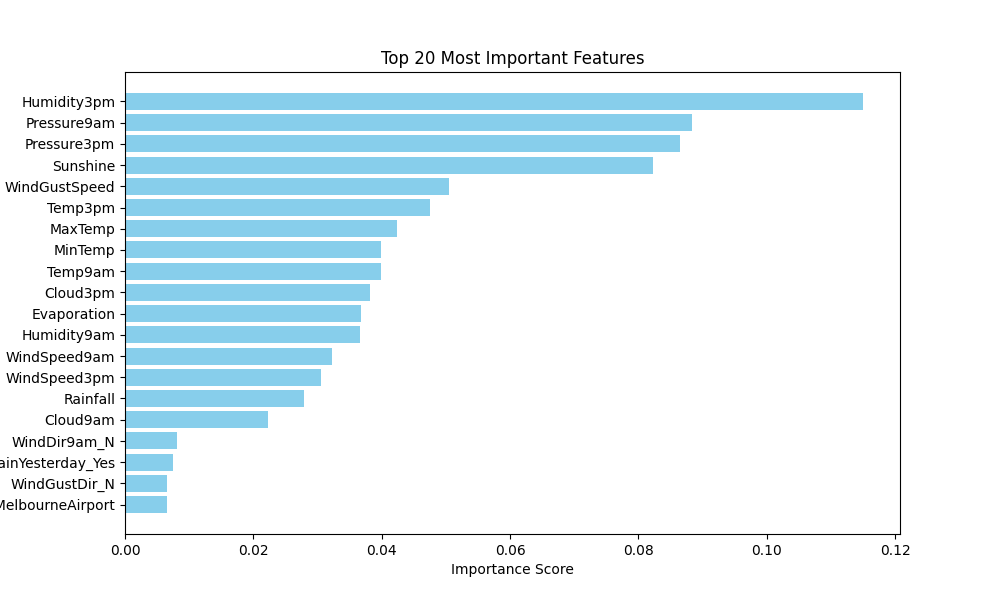 Top 20 Most Important Features
Humidity3pm
Pressure9am
Pressure3pm
Sunshine
WindGustSpeed
Temp3pm
MaxTemp
MinTemp
Temp9am
Cloud3pm
Evaporation
Humidity9am
WindSpeed9am
WindSpeed3pm
Rainfall
Cloud9am
WindDir9am_N
ainYesterday_Yes
WindGustDir_N
MelbourneAirport
0.00 0.02 0.04 0.06 0.08 0.10 0.12
Importance Score